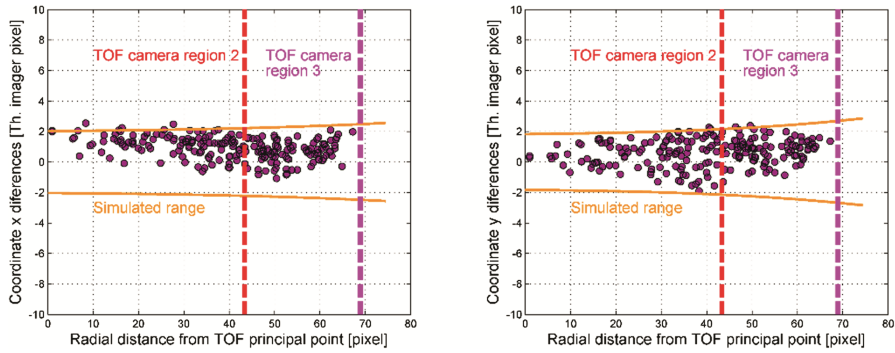 10
8
6
4
2
0
-2
-4
-6
-8
-10
0 10 20 30 40 50 60 70 80
Coordinate x diferences [Th. imager pixel]
Radial distance from TOF principal point [pixel]
TOF camera region 2
TOF camera
region 3
Simulated range
10
8
6
4
2
0
-2
-4
-6
-8
-10
0 10 20 30 40 50 60 70 80
Coordinate y diferences [Th. imager pixel]
Radial distance from TOF principal point [pixel]
TOF camera region 2
TOF camera
region 3
Simulated range